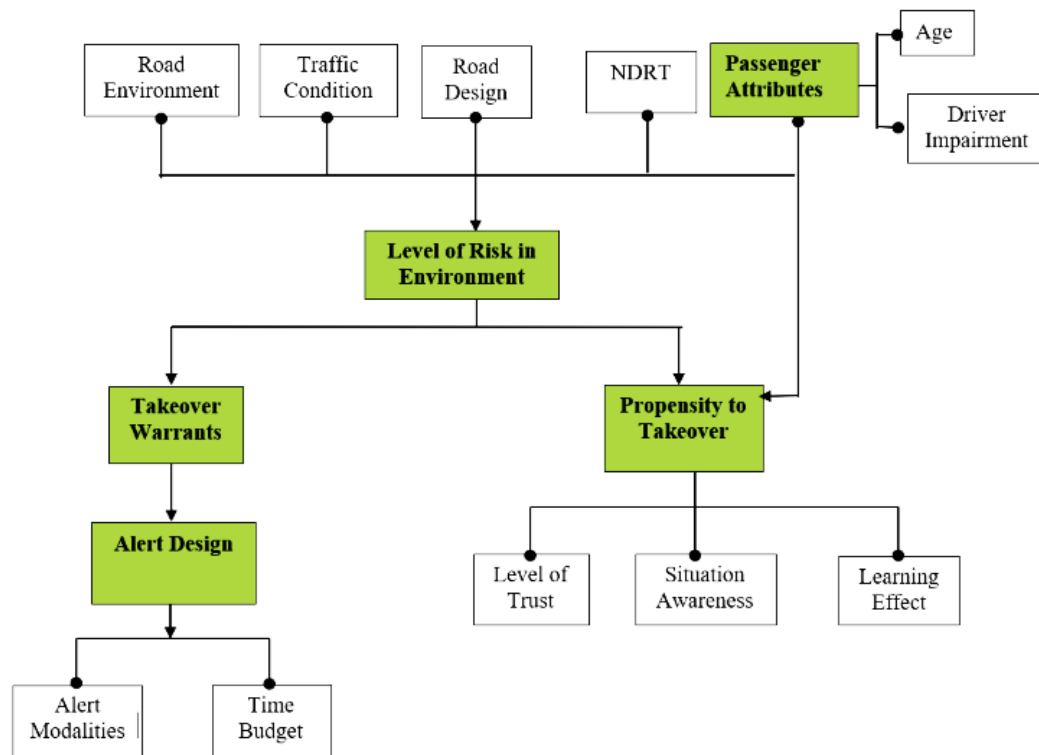 Age
Road
Environment
Traffic
Condition
Road
Design
NDRT
Passenger
Attributes
Driver
Impairment
Level of Risk in
Environment
Takeover
Warrants
Propensity to
Takeover
Alert Design
Level of
Trust
Situation
Awareness
Learning
Effect
Alert
Modalities
Time
Budget